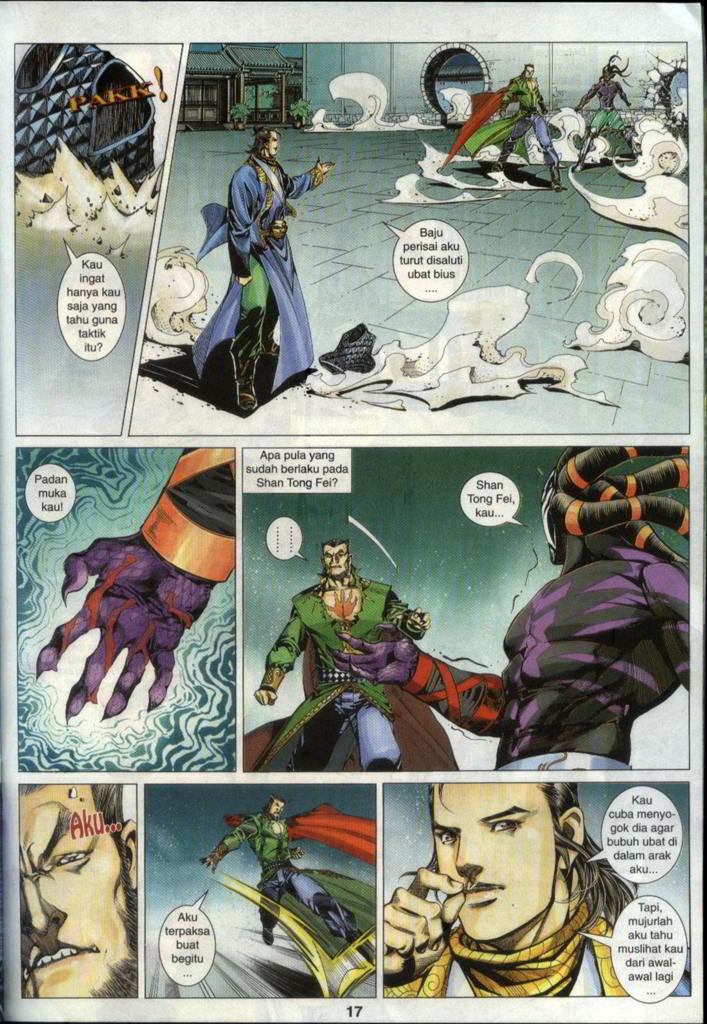 PAKK!
Kau
ingat
hanya kau
saja yang
tahu guna
taktik
itu?
Baju
perisai aku
turut disaluti
ubat bius
....
Padan
muka
kau!
Apa pula yang
sudah berlaku pada
Shan Tong Fei?
Shan
Tong Fei,
kau...
Aku...
Aku
terpaksa
buat
begitu
...
Kau
cuba menyo-
gok dia agar
bubuh ubat di
dalam arak
aku...
Tapi,
mujurlah
aku tahu
muslihat kau
dari awal-
awal lagi
...
17